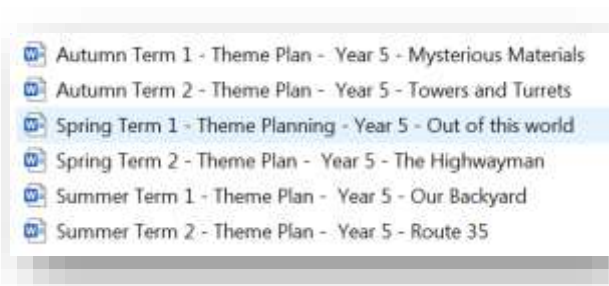 Autumn Term 1 - Theme Plan - Year 5 - Mysterious Materials
Autumn Term 2 - Theme Plan - Year 5 - Towers and Turrets
Spring Term 1 - Theme Planning - Year 5 - Out of this world
Spring Term 2 - Theme Plan - Year 5 - The Highwayman
Summer Term 1 - Theme Plan - Year 5 - Our Backyard
Summer Term 2 - Theme Plan - Year 5 - Route 35